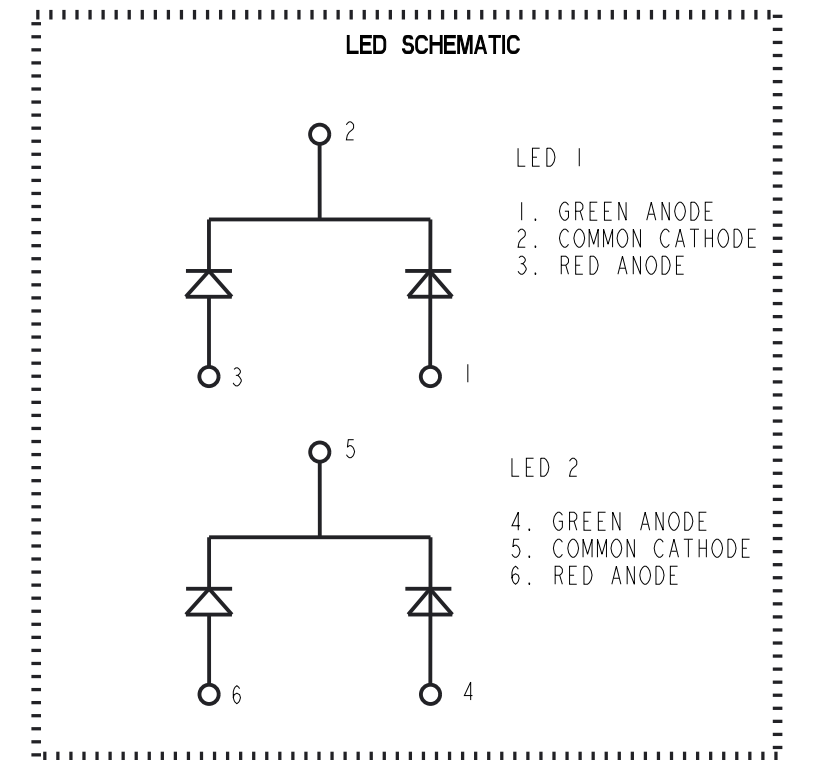 LED SCHEMATIC
2
LED 1
1. GREEN ANODE
2. COMMON CATHODE
3. RED ANODE
3
1
5
LED 2
4. GREEN ANODE
5. COMMON CATHODE
6. RED ANODE
6
4